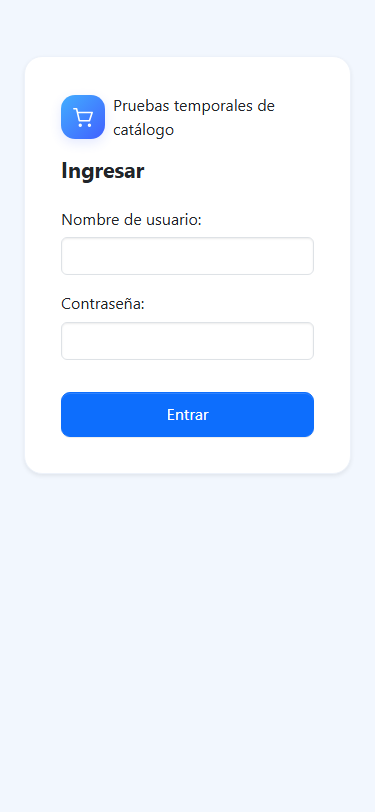 Pruebas temporales de
catálogo
Ingresar
Nombre de usuario:
Contraseña:
Entrar